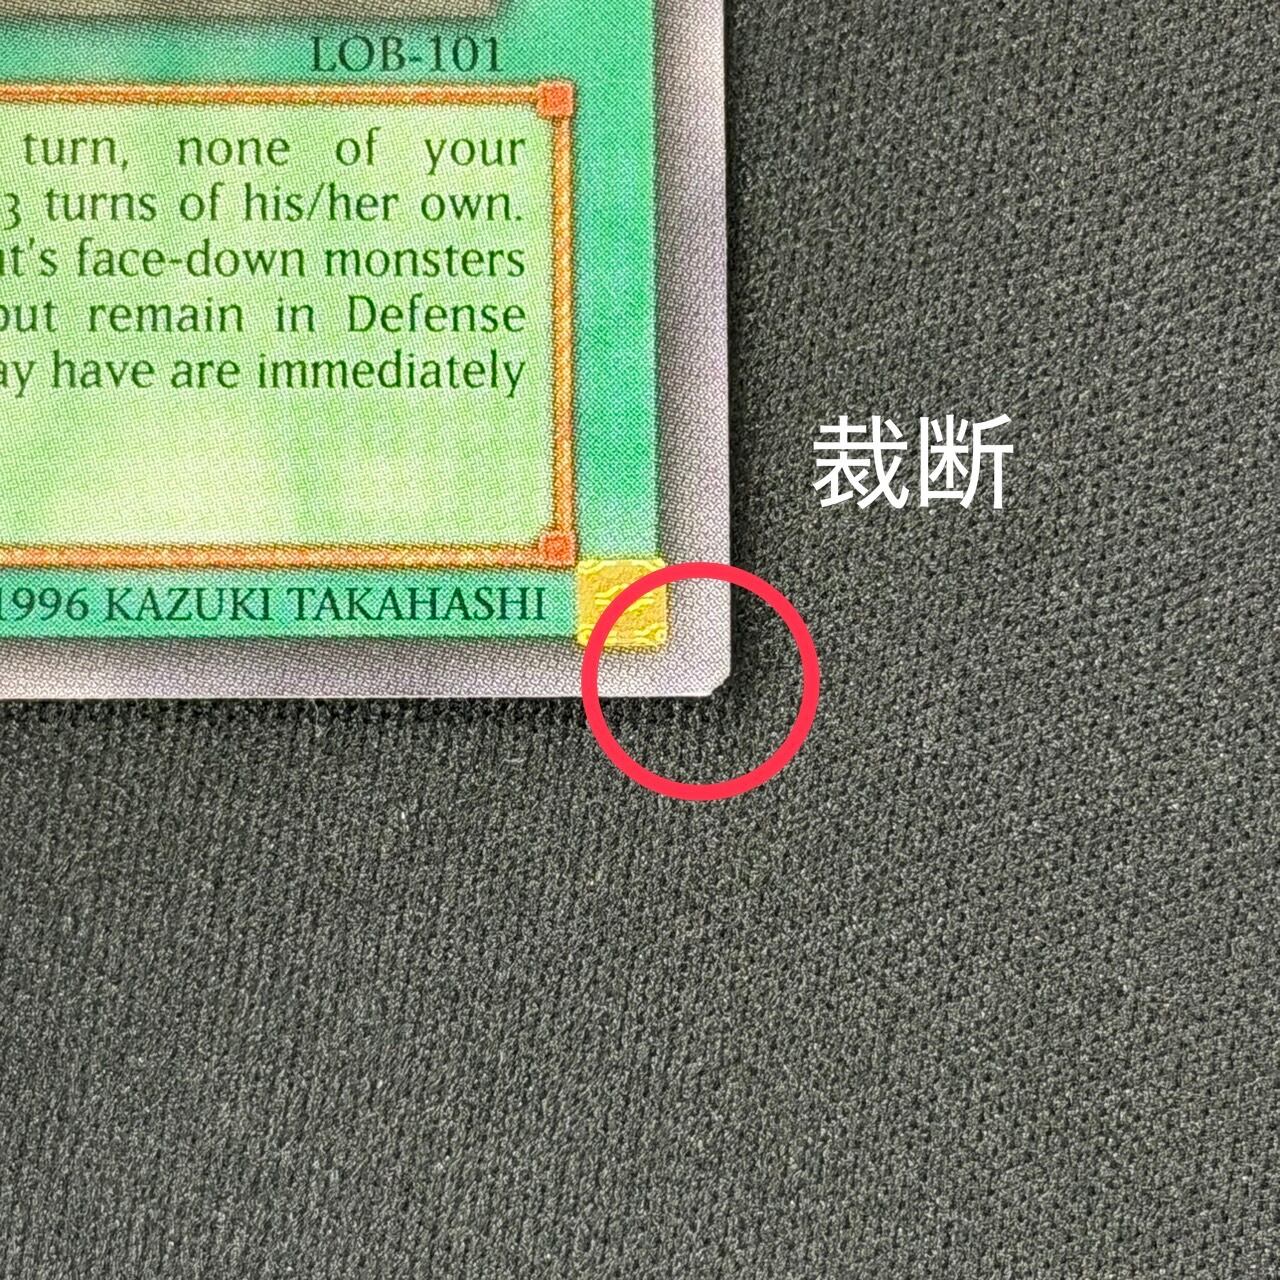 LOB-101
turn, none of your
3 turns of his/her own.
t's face-down monsters
out remain in Defense
ay have are immediately
裁断
1996 KAZUKI TAKAHASHI